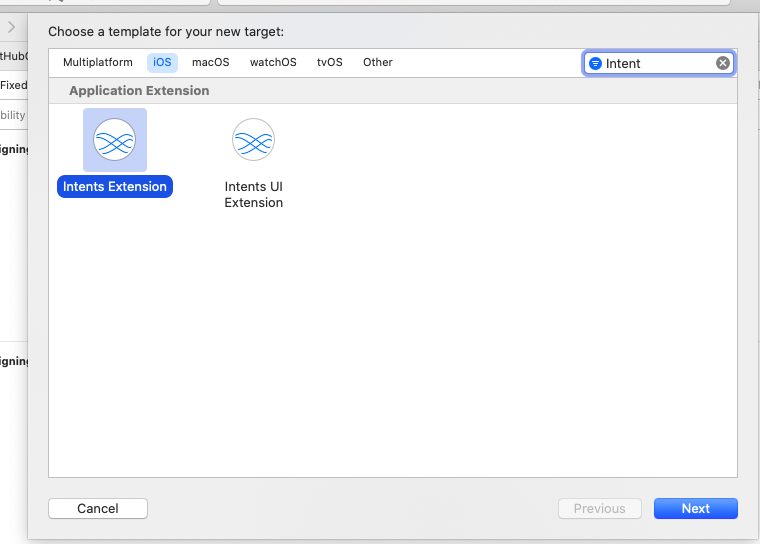 Choose a template for your new target:
Multiplatform iOS macOS watchOS tvOS Other Intent
Application Extension
Intents Extension
Intents UI
Extension
Cancel Previous Next
tHub
Fixed
bility
igning
igning